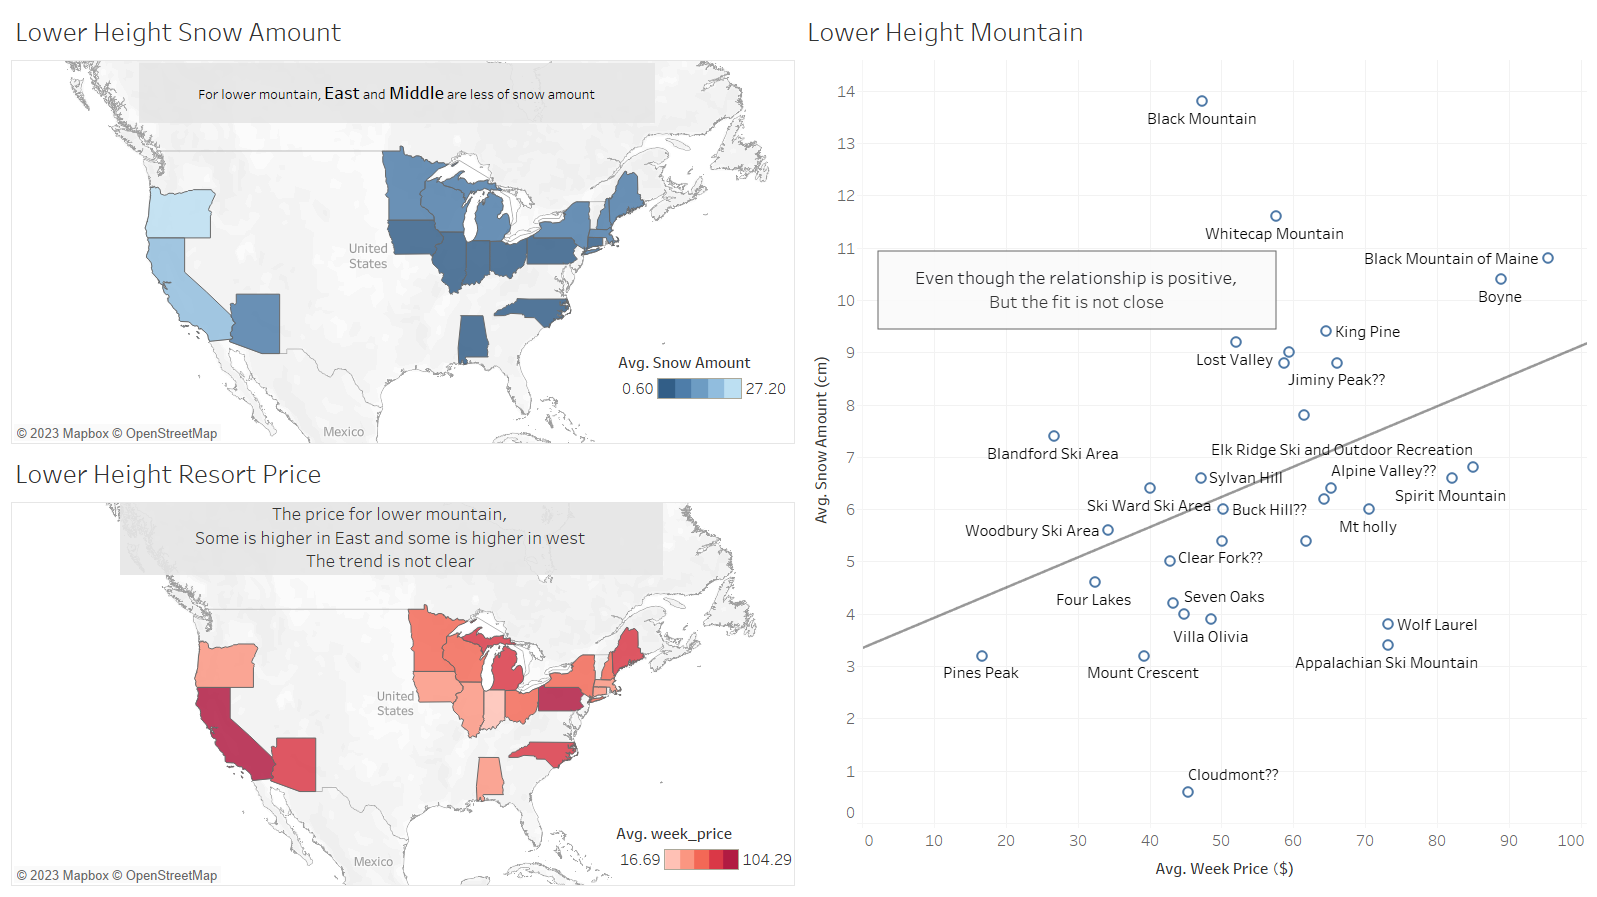 Lower Height Snow Amount
For lower mountain, East and Middle are less of snow amount
United
States
Mexico
Avg. Snow Amount
0.60
27.20
© 2023 Mapbox © OpenStreetMap
Lower Height Resort Price
The price for lower mountain,
Some is higher in East and some is higher in west
The trend is not clear
United
States
Mexico
Avg. week_price
16.69
104.29
© 2023 Mapbox © OpenStreetMap
Lower Height Mountain
Avg. Snow Amount (cm)
14
13
12
11
10
9
8
7
6
5
4
3
2
1
0
Black Mountain
Whitecap Mountain
Black Mountain of Maine
Boyne
Even though the relationship is positive,
But the fit is not close
King Pine
Lost Valley
Jiminy Peak??
Blandford Ski Area
Elk Ridge Ski and Outdoor Recreation
Alpine Valley??
Sylvan Hill
Spirit Mountain
Ski Ward Ski Area
Buck Hill??
Mt holly
Woodbury Ski Area
Clear Fork??
Four Lakes
Seven Oaks
Villa Olivia
Wolf Laurel
Appalachian Ski Mountain
Pines Peak
Mount Crescent
Cloudmont??
0
10
20
30
40
50
60
70
80
90
100
Avg. Week Price ($)